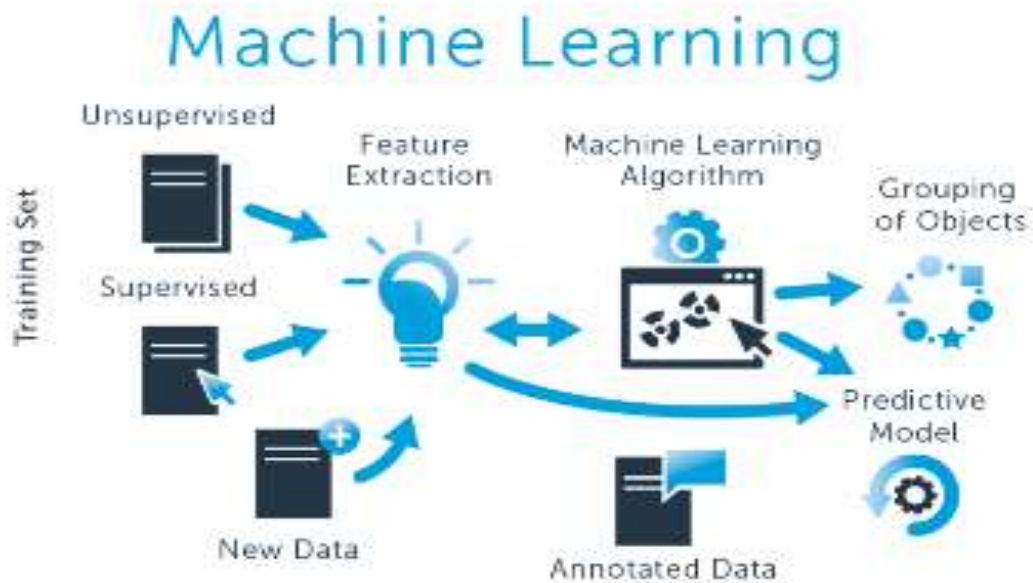 Machine Learning
Unsupervised
Feature
Extraction
Machine Learning
Algorithm
Grouping
of Objects
Training Set
Supervised
Predictive
Model
New Data
Annotated Data